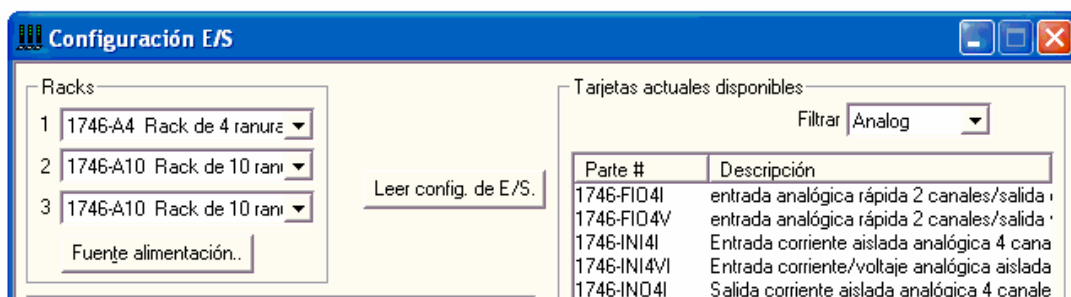 Configuración E/S
Racks
1 1746-A4 Rack de 4 ranura
2 1746-A10 Rack de 10 ranu
3 1746-A10 Rack de 10 ranu
Fuente alimentación..
Leer config. de E/S.
Tarjetas actuales disponibles
Filtrar Analog
Parte # Descripción
1746-FIO4I entrada analógica rápida 2 canales/salida
1746-FIO4V entrada analógica rápida 2 canales/salida
1746-INI4I Entrada corriente aislada analógica 4 cana
1746-INI4VI Entrada corriente/voltaje analógica aislada
1746-INO4I Salida corriente aislada analógica 4 canale